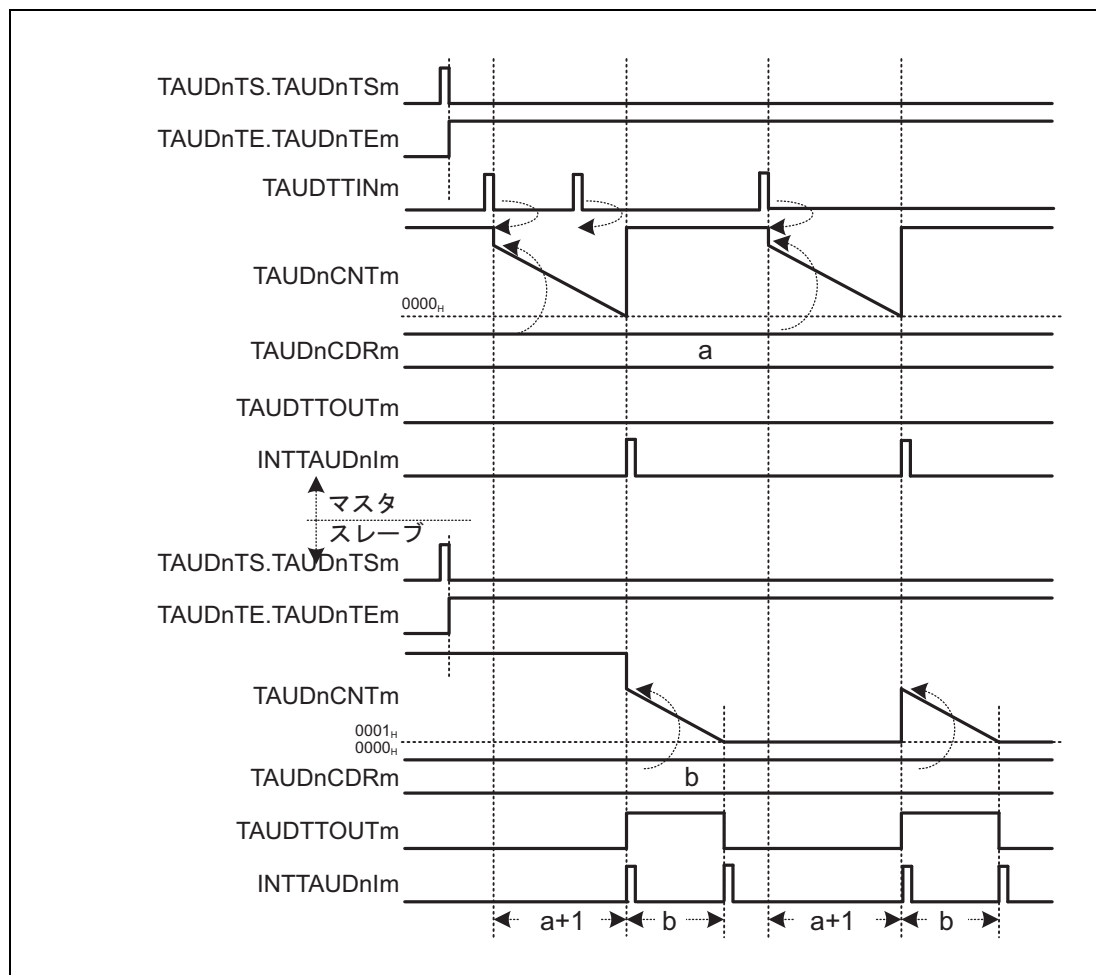 TAUDnTS.TAUDnTSm
TAUDnTE.TAUDnTEm
TAUDTTINm
TAUDnCNTm
0000H
TAUDnCDRm
a
TAUDTTOUTm
INTTAUDnIm
マスタ
スレーブ
TAUDnTS.TAUDnTSm
TAUDnTE.TAUDnTEm
TAUDnCNTm
0001H
0000H
TAUDnCDRm
b
TAUDTTOUTm
INTTAUDnIm
a+1 b a+1 b